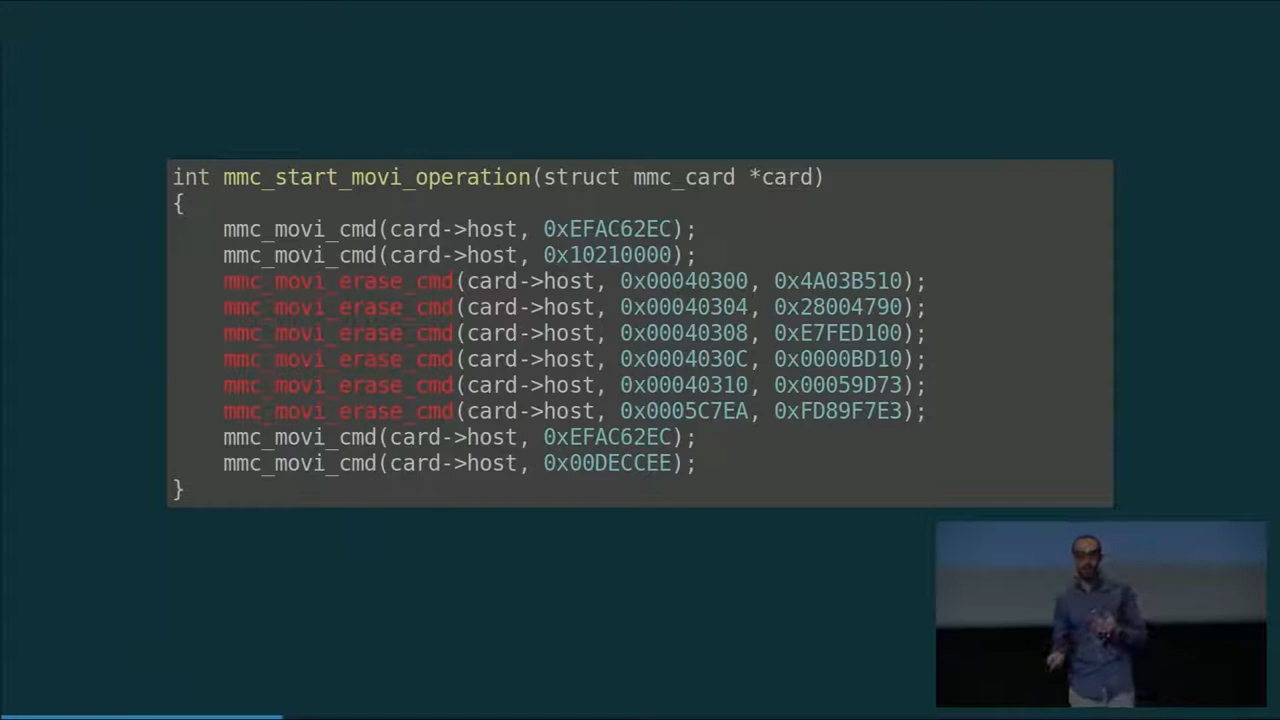 int mmc_start_movi_operation(struct mmc_card *card)
{
mmc_movi_cmd(card->host, 0xEFAC62EC);
mmc_movi_cmd(card->host, 0x10210000);
mmc_movi_erase_cmd(card->host, 0x00040300, 0x4A03B510);
mmc_movi_erase_cmd(card->host, 0x00040304, 0x28004790);
mmc_movi_erase_cmd(card->host, 0x00040308, 0xE7FED100);
mmc_movi_erase_cmd(card->host, 0x0004030C, 0x0000BD10);
mmc_movi_erase_cmd(card->host, 0x00040310, 0x00059D73);
mmc_movi_erase_cmd(card->host, 0x0005C7EA, 0xFD89F7E3);
mmc_movi_cmd(card->host, 0xEFAC62EC);
mmc_movi_cmd(card->host, 0x00DECCEE);
}